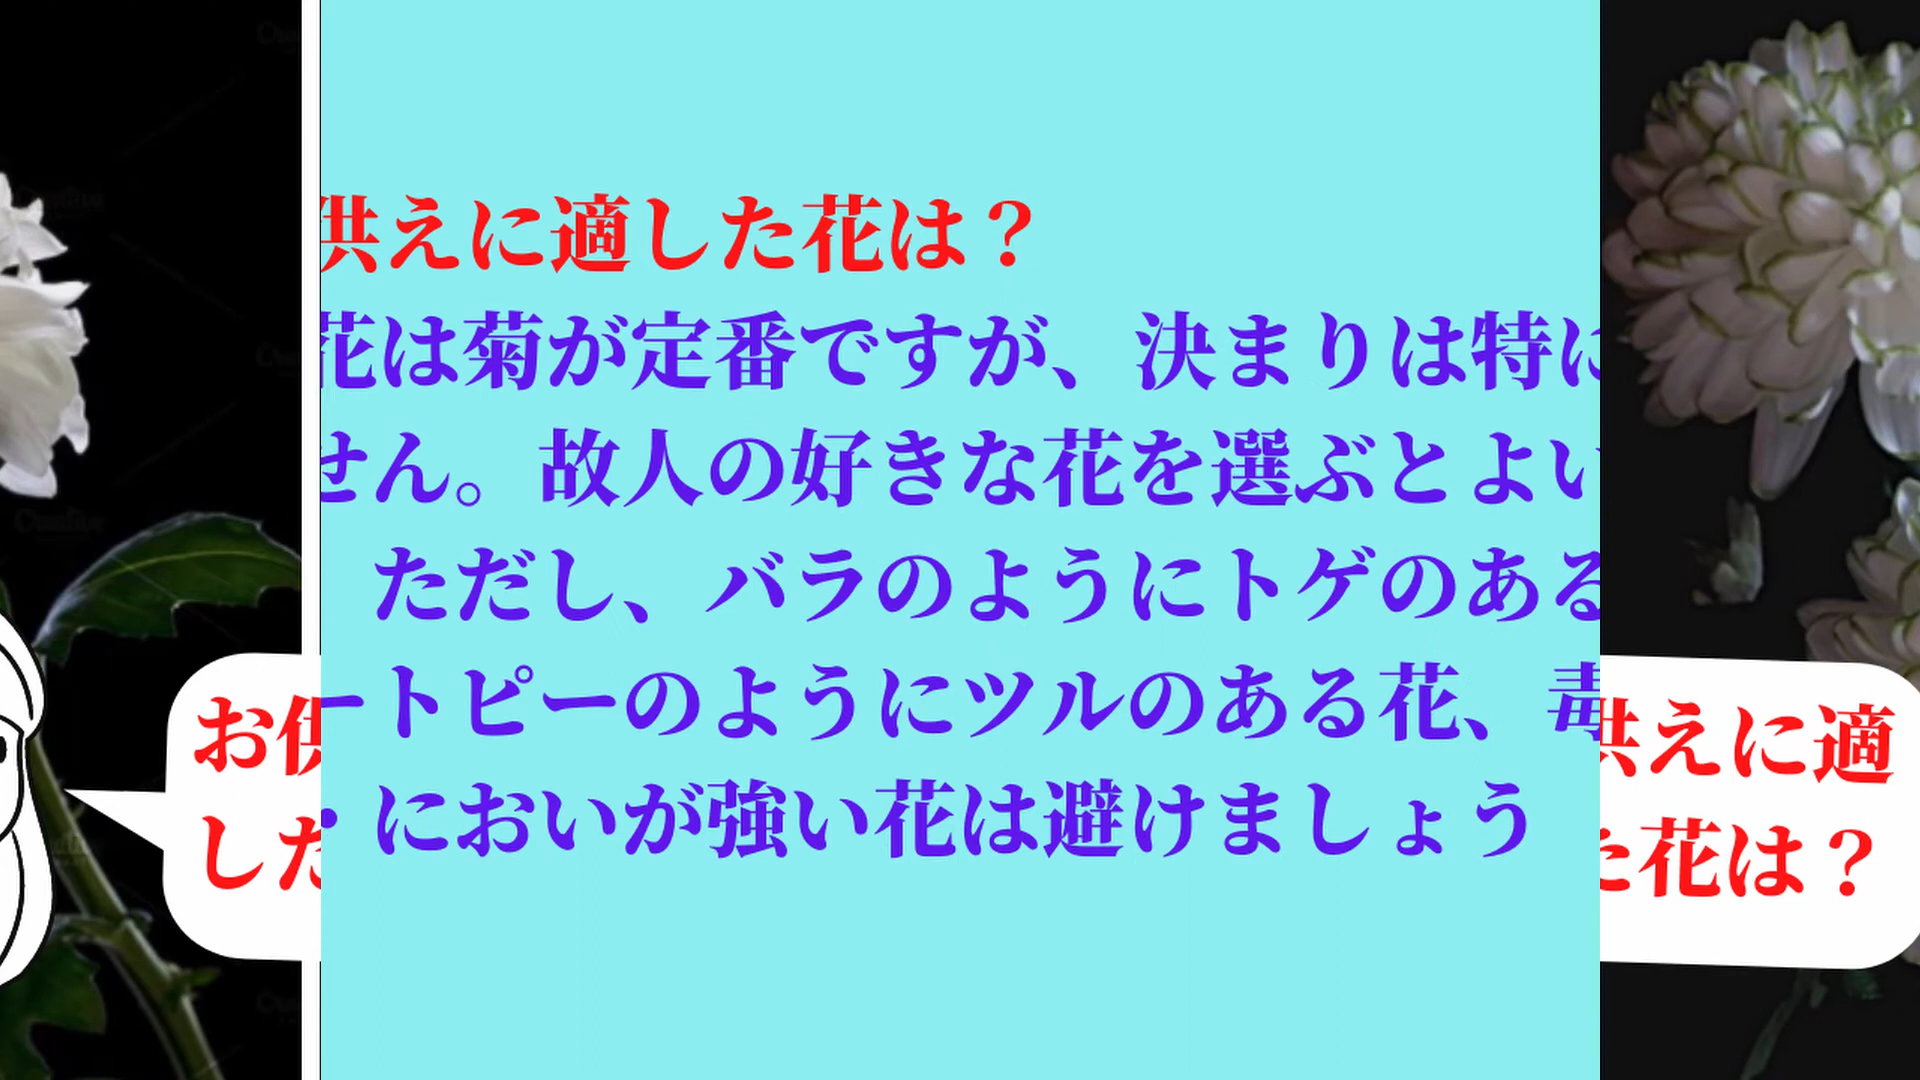 供えに適した花は？
花は菊が定番ですが、決まりは特に
せん。故人の好きな花を選ぶとよい
ただし、バラのようにトゲのある
ートピーのようにツルのある花、毒
・においが強い花は避けましょう
お供
した
供えに適
た花は？